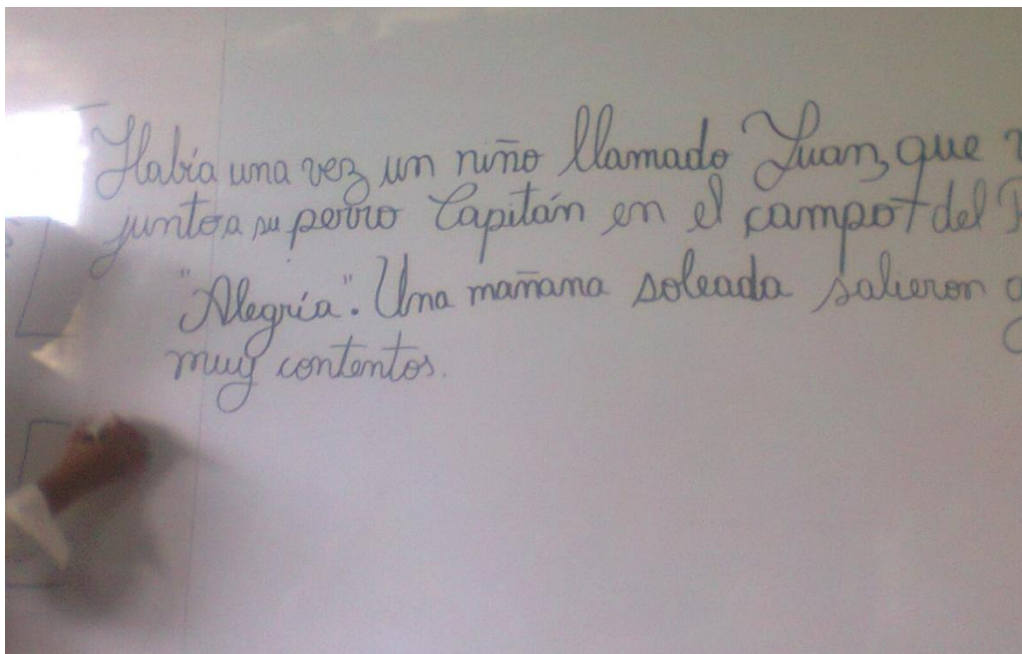 Había una vez un niño llamado Juan, que
junto a su perro Capitán en el campo del
"Alegría". Una mañana soleada salieron
muy contentos.